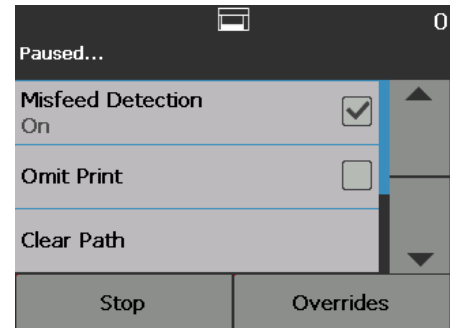 0
Paused...
Misfeed Detection
On
Omit Print
Clear Path
Stop
Overrides